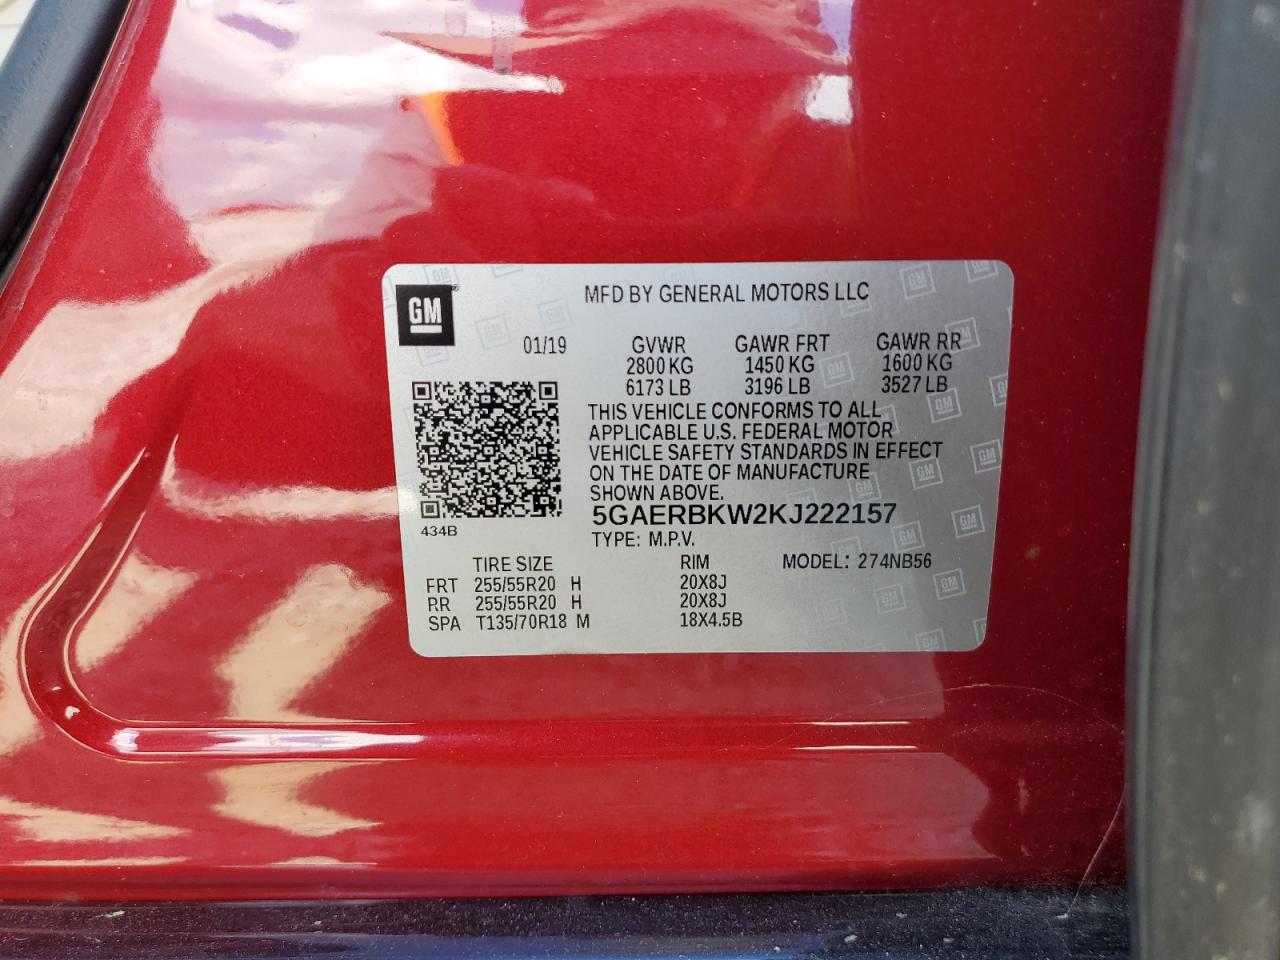 GM
MFD BY GENERAL MOTORS LLC
01/19 GVWR GAWR FRT GAWR RR
2800 KG 1450 KG 1600 KG
6173 LB 3196 LB 3527 LB
THIS VEHICLE CONFORMS TO ALL
APPLICABLE U.S. FEDERAL MOTOR
VEHICLE SAFETY STANDARDS IN EFFECT
ON THE DATE OF MANUFACTURE
SHOWN ABOVE.
5GAERBKW2KJ222157
434B
TYPE: M.P.V.
TIRE SIZE RIM MODEL: 274NB56
FRT 255/55R20 H 20X8J
RR 255/55R20 H 20X8J
SPA T135/70R18 M 18X4.5B